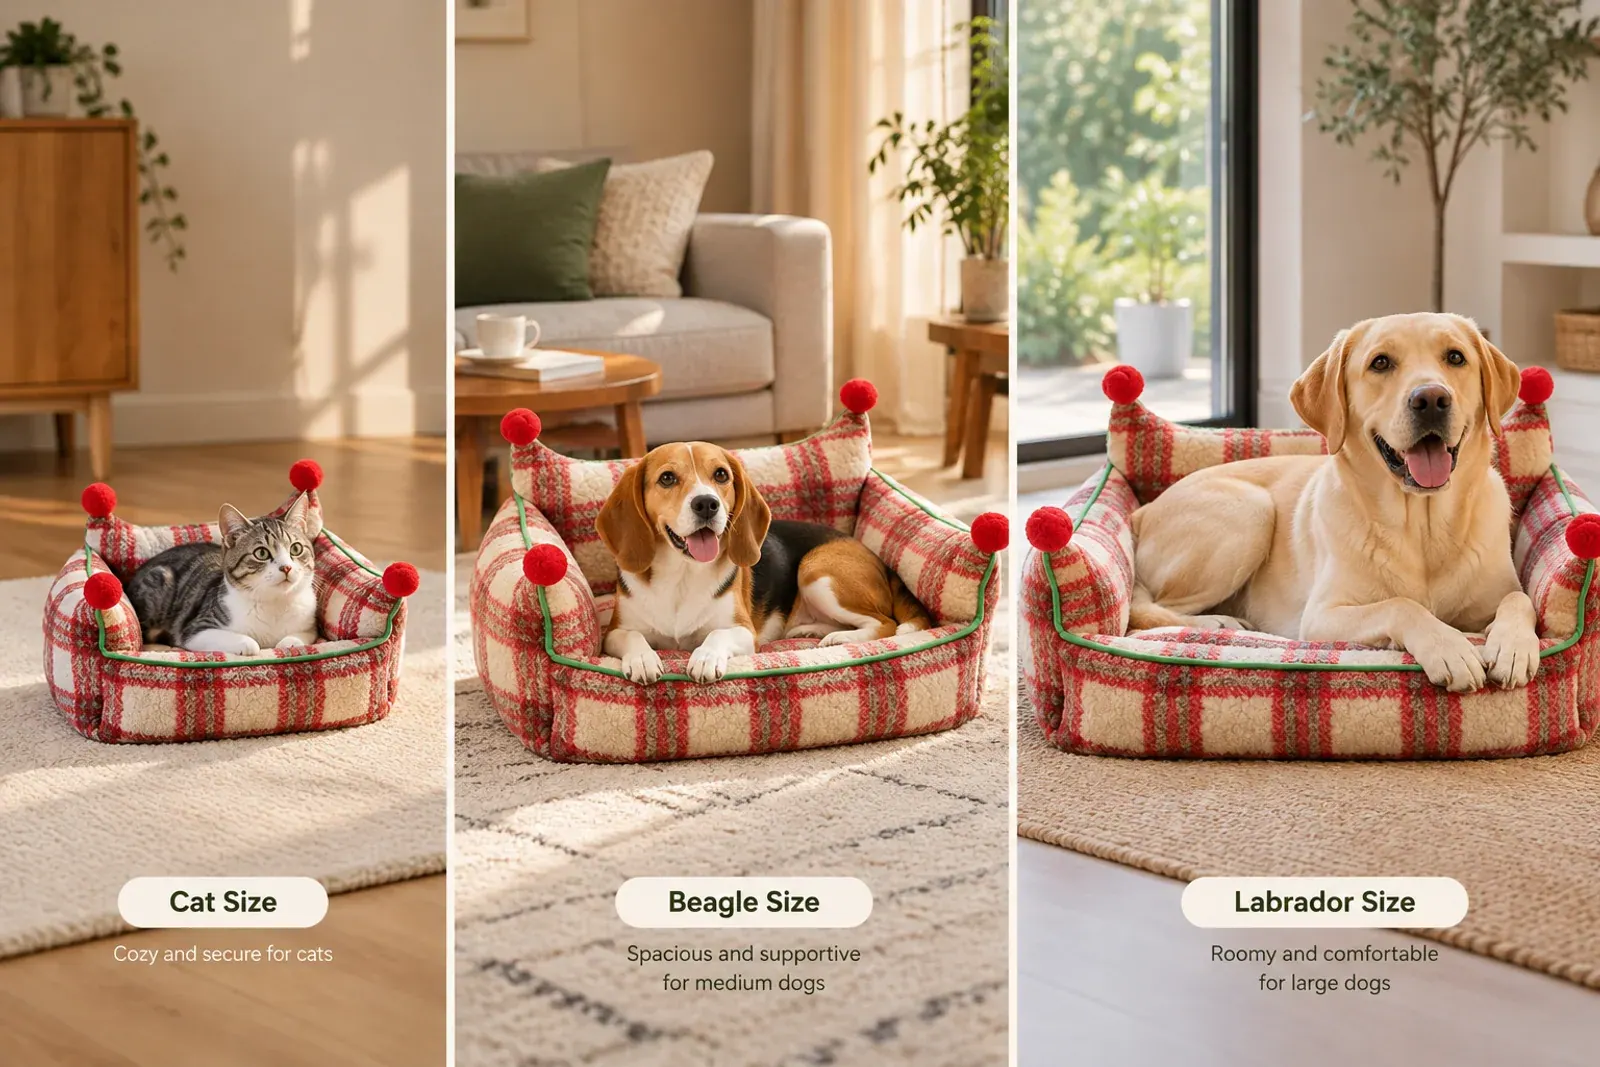 Cat Size
Cozy and secure for cats
Beagle Size
Spacious and supportive
for medium dogs
Labrador Size
Roomy and comfortable
for large dogs